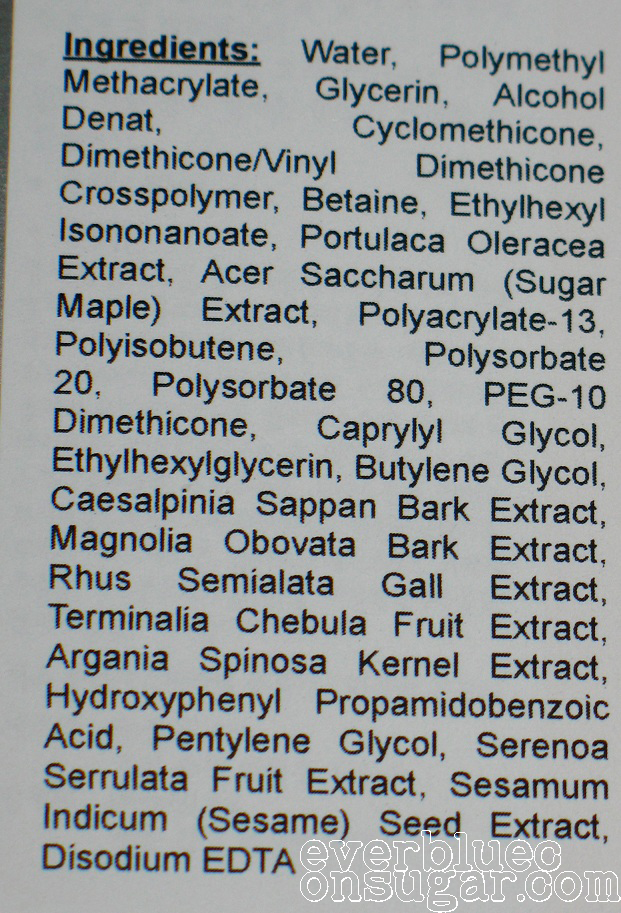 Ingredients: Water, Polymethyl
Methacrylate, Glycerin, Alcohol
Denat, Cyclomethicone,
Dimethicone/Vinyl Dimethicone
Crosspolymer, Betaine, Ethylhexyl
Isononanoate, Portulaca Oleracea
Extract, Acer Saccharum (Sugar
Maple) Extract, Polyacrylate-13,
Polyisobutene, Polysorbate
20, Polysorbate 80, PEG-10
Dimethicone, Caprylyl Glycol,
Ethylhexylglycerin, Butylene Glycol,
Caesalpinia Sappan Bark Extract,
Magnolia Obovata Bark Extract,
Rhus Semialata Gall Extract,
Terminalia Chebula Fruit Extract,
Argania Spinosa Kernel Extract,
Hydroxyphenyl Propamidobenzoic
Acid, Pentylene Glycol, Serenoa
Serrulata Fruit Extract, Sesamum
Indicum (Sesame) Seed Extract,
Disodium EDTA
everbluec
onsugar.com